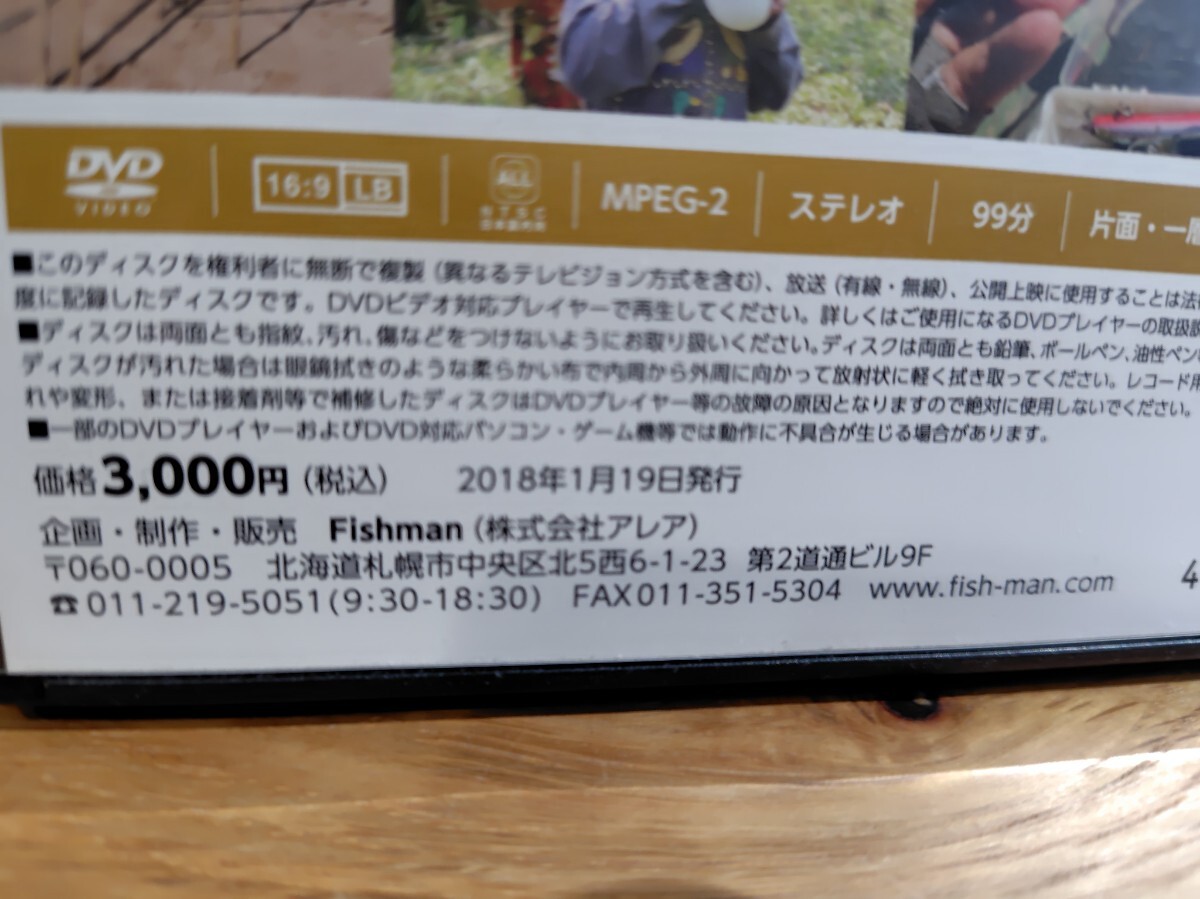 DVD VIDEO 16:9 LB ALL NTSC 日本国内用 MPEG-2 ステレオ 99分 片面・一層
■このディスクを権利者に無断で複製（異なるテレビジョン方式を含む）、放送（有線・無線）、公開上映に使用することは法
度に記録したディスクです。DVDビデオ対応プレイヤーで再生してください。詳しくはご使用になるDVDプレイヤーの取扱
■ディスクは両面とも指紋、汚れ、傷などをつけないようにお取り扱いください。ディスクは両面とも鉛筆、ボールペン、油性ペン
ディスクが汚れた場合は眼鏡拭きのような柔らかい布で内周から外周に向かって放射状に軽く拭き取ってください。レコード用
れや変形、または接着剤等で補修したディスクはDVDプレイヤー等の故障の原因となりますので絶対に使用しないでください。
■一部のDVDプレイヤーおよびDVD対応パソコン・ゲーム機等では動作に不具合が生じる場合があります。
価格3,000円（税込） 2018年1月19日発行
企画・制作・販売 Fishman（株式会社アレア）
〒060-0005 北海道札幌市中央区北5西6-1-23 第2道通ビル9F
☎011-219-5051(9:30-18:30) FAX011-351-5304 www.fish-man.com 4